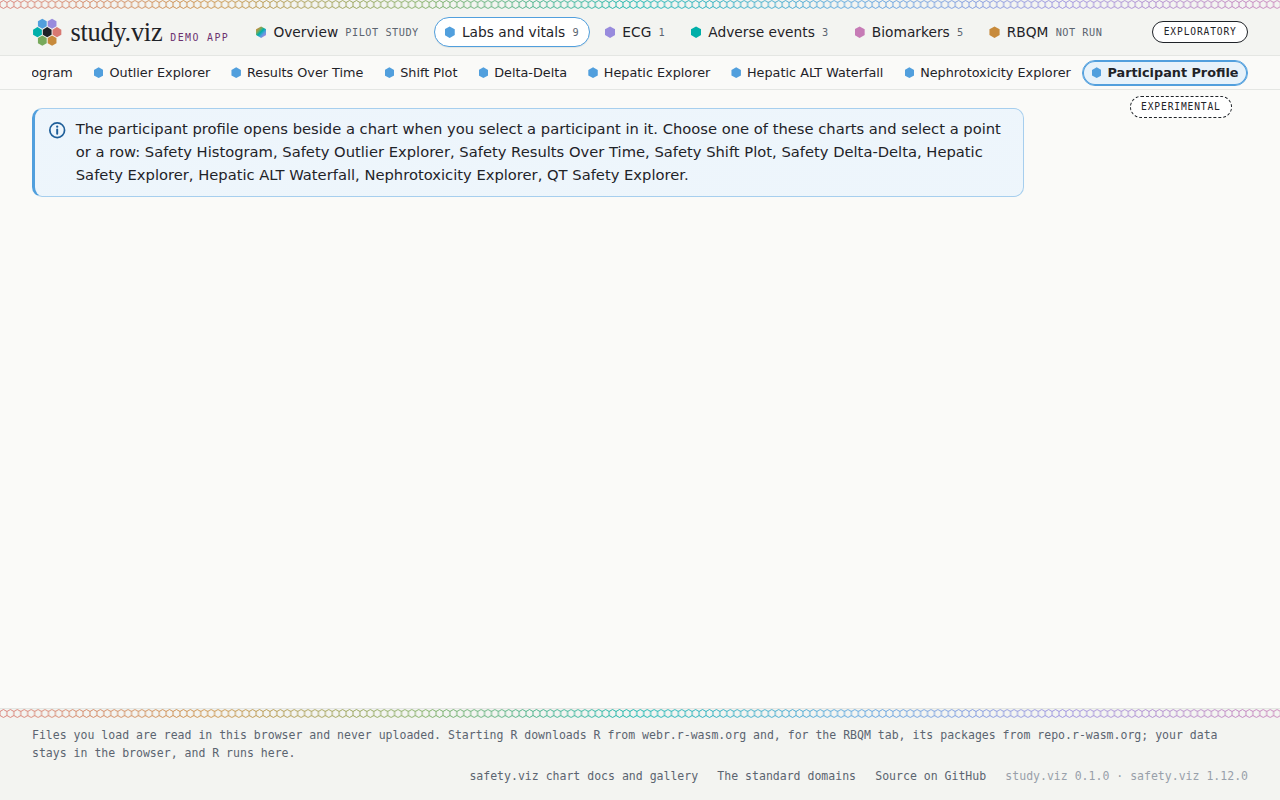 study.viz DEMO APP Overview PILOT STUDY Labs and vitals 9 ECG 1 Adverse events 3 Biomarkers 5 RBQM NOT RUN EXPLORATORY
ogram Outlier Explorer Results Over Time Shift Plot Delta-Delta Hepatic Explorer Hepatic ALT Waterfall Nephrotoxicity Explorer Participant Profile
EXPERIMENTAL
The participant profile opens beside a chart when you select a participant in it. Choose one of these charts and select a point
or a row: Safety Histogram, Safety Outlier Explorer, Safety Results Over Time, Safety Shift Plot, Safety Delta-Delta, Hepatic
Safety Explorer, Hepatic ALT Waterfall, Nephrotoxicity Explorer, QT Safety Explorer.
Files you load are read in this browser and never uploaded. Starting R downloads R from webr.r-wasm.org and, for the RBQM tab, its packages from repo.r-wasm.org; your data
stays in the browser, and R runs here.
safety.viz chart docs and gallery The standard domains Source on GitHub study.viz 0.1.0 · safety.viz 1.12.0